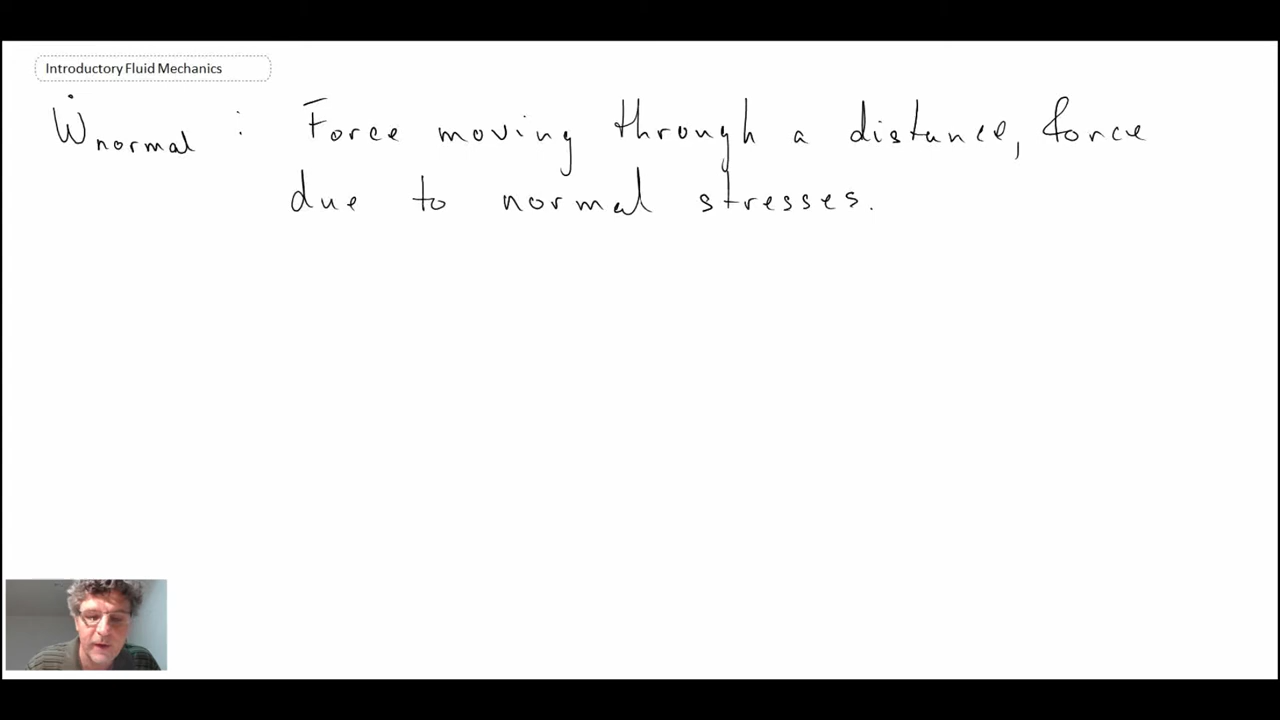 Introductory Fluid Mechanics
Ẇnormal : Force moving through a distance, force
due to normal stresses.